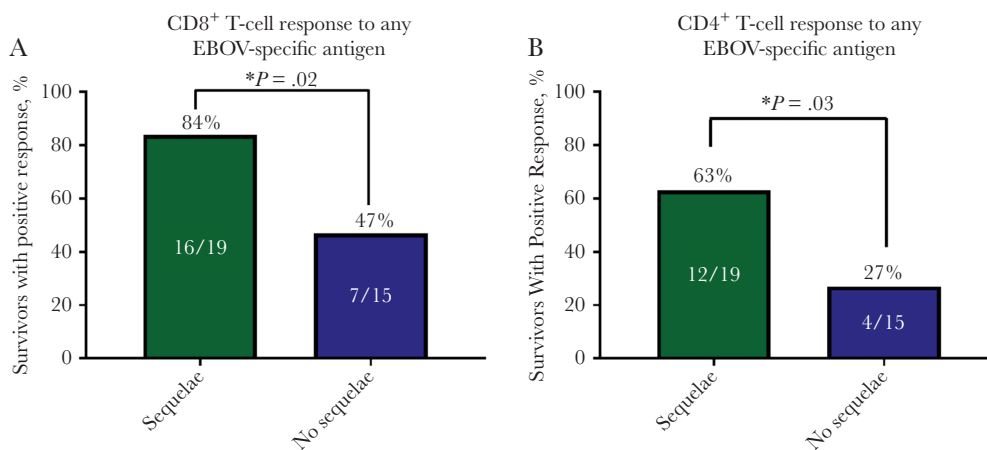 A
CD8+ T-cell response to any
EBOV-specific antigen
Survivors with positive response, %
100
80
60
40
20
0
*P = .02
84%
47%
16/19
7/15
Sequelae
No sequelae
B
CD4+ T-cell response to any
EBOV-specific antigen
Survivors With Positive Response, %
100
80
60
40
20
0
*P = .03
63%
27%
12/19
4/15
Sequelae
No sequelae